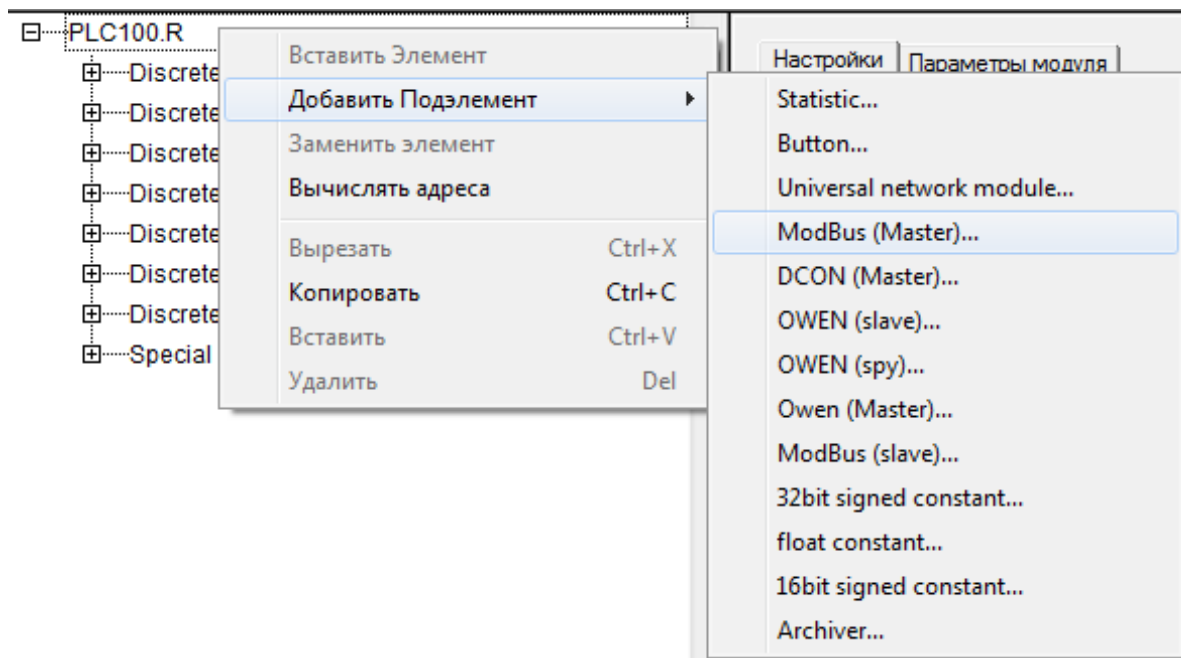 PLC100.R
Discrete
Discrete
Discrete
Discrete
Discrete
Discrete
Discrete
Special
Вставить Элемент
Добавить Подэлемент
Заменить элемент
Вычислять адреса
Вырезать Ctrl+X
Копировать Ctrl+C
Вставить Ctrl+V
Удалить Del
Настройки Параметры модуля
Statistic...
Button...
Universal network module...
ModBus (Master)...
DCON (Master)...
OWEN (slave)...
OWEN (spy)...
Owen (Master)...
ModBus (slave)...
32bit signed constant...
float constant...
16bit signed constant...
Archiver...